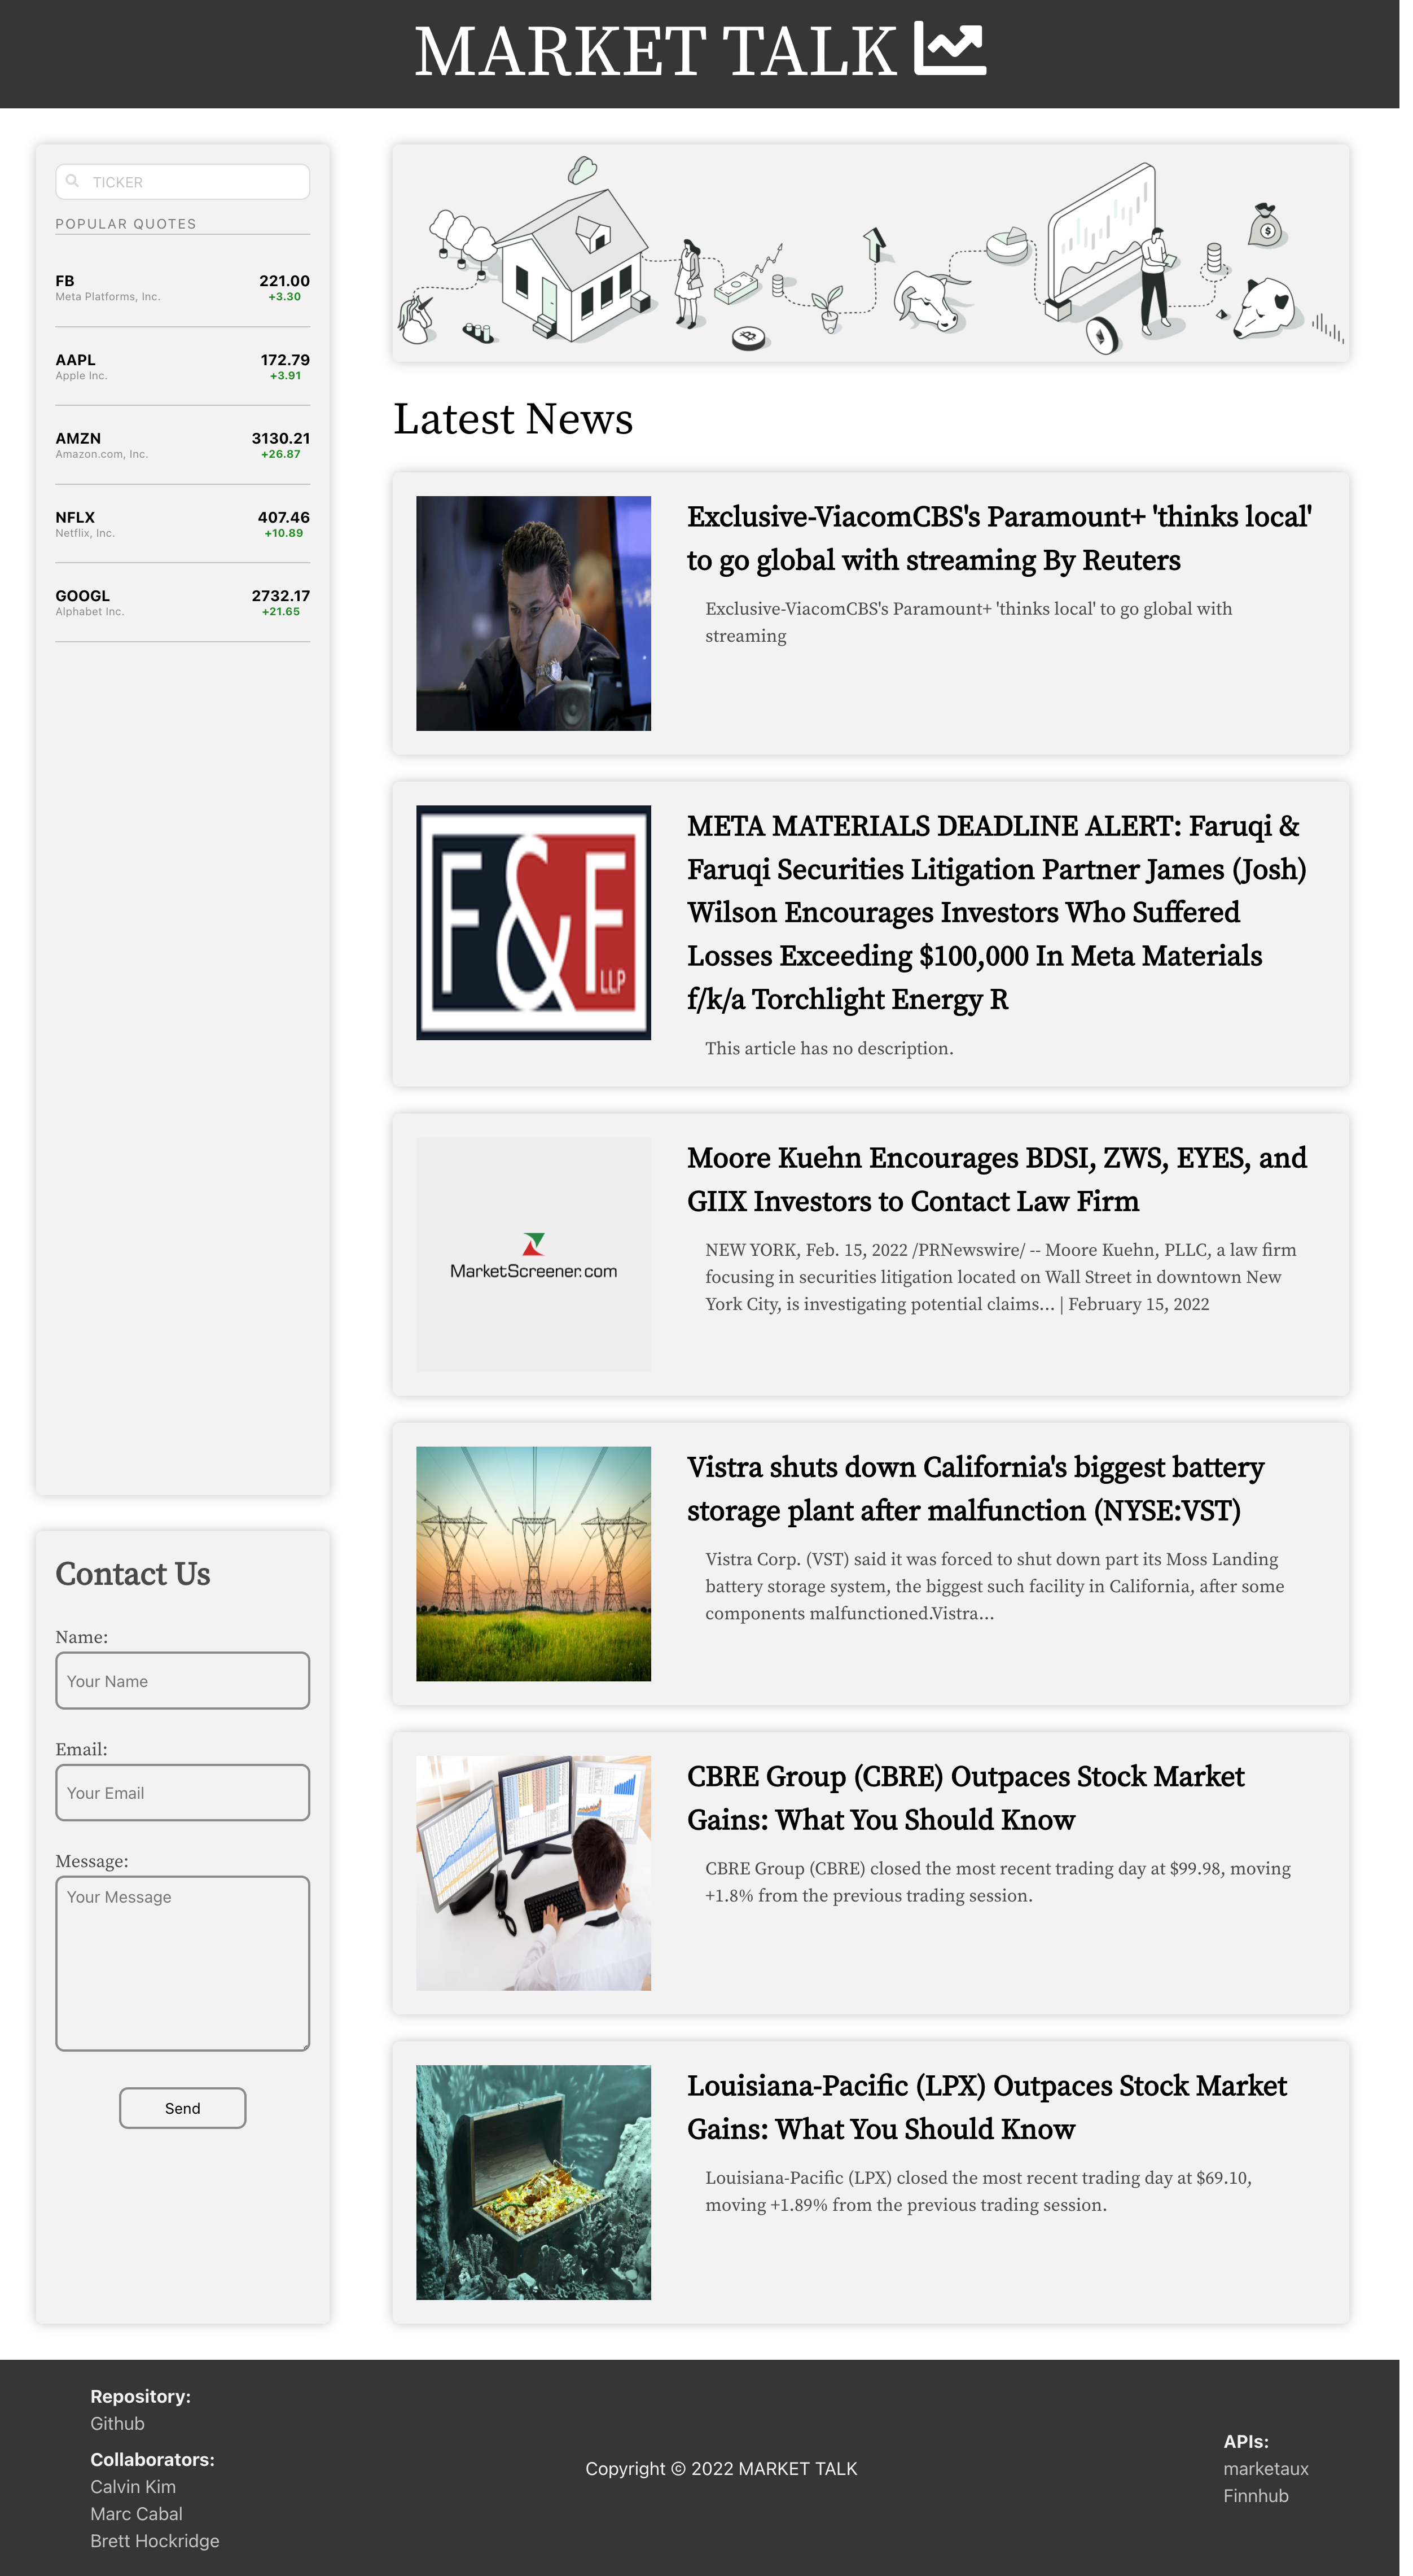 MARKET TALK
TICKER
POPULAR QUOTES
FB 221.00
Meta Platforms, Inc. +3.30
AAPL 172.79
Apple Inc. +3.91
AMZN 3130.21
Amazon.com, Inc. +26.87
NFLX 407.46
Netflix, Inc. +10.89
GOOGL 2732.17
Alphabet Inc. +21.65
Contact Us
Name:
Your Name
Email:
Your Email
Message:
Your Message
Send
Latest News
Exclusive-ViacomCBS's Paramount+ 'thinks local'
to go global with streaming By Reuters
Exclusive-ViacomCBS's Paramount+ 'thinks local' to go global with
streaming
F&F
LLP
META MATERIALS DEADLINE ALERT: Faruqi &
Faruqi Securities Litigation Partner James (Josh)
Wilson Encourages Investors Who Suffered
Losses Exceeding $100,000 In Meta Materials
f/k/a Torchlight Energy R
This article has no description.
MarketScreener.com
Moore Kuehn Encourages BDSI, ZWS, EYES, and
GIIX Investors to Contact Law Firm
NEW YORK, Feb. 15, 2022 /PRNewswire/ -- Moore Kuehn, PLLC, a law firm
focusing in securities litigation located on Wall Street in downtown New
York City, is investigating potential claims... | February 15, 2022
Vistra shuts down California's biggest battery
storage plant after malfunction (NYSE:VST)
Vistra Corp. (VST) said it was forced to shut down part its Moss Landing
battery storage system, the biggest such facility in California, after some
components malfunctioned.Vistra...
CBRE Group (CBRE) Outpaces Stock Market
Gains: What You Should Know
CBRE Group (CBRE) closed the most recent trading day at $99.98, moving
+1.8% from the previous trading session.
Louisiana-Pacific (LPX) Outpaces Stock Market
Gains: What You Should Know
Louisiana-Pacific (LPX) closed the most recent trading day at $69.10,
moving +1.89% from the previous trading session.
Repository:
Github
Collaborators:
Calvin Kim
Marc Cabal
Brett Hockridge
Copyright © 2022 MARKET TALK
APIs:
marketaux
Finnhub